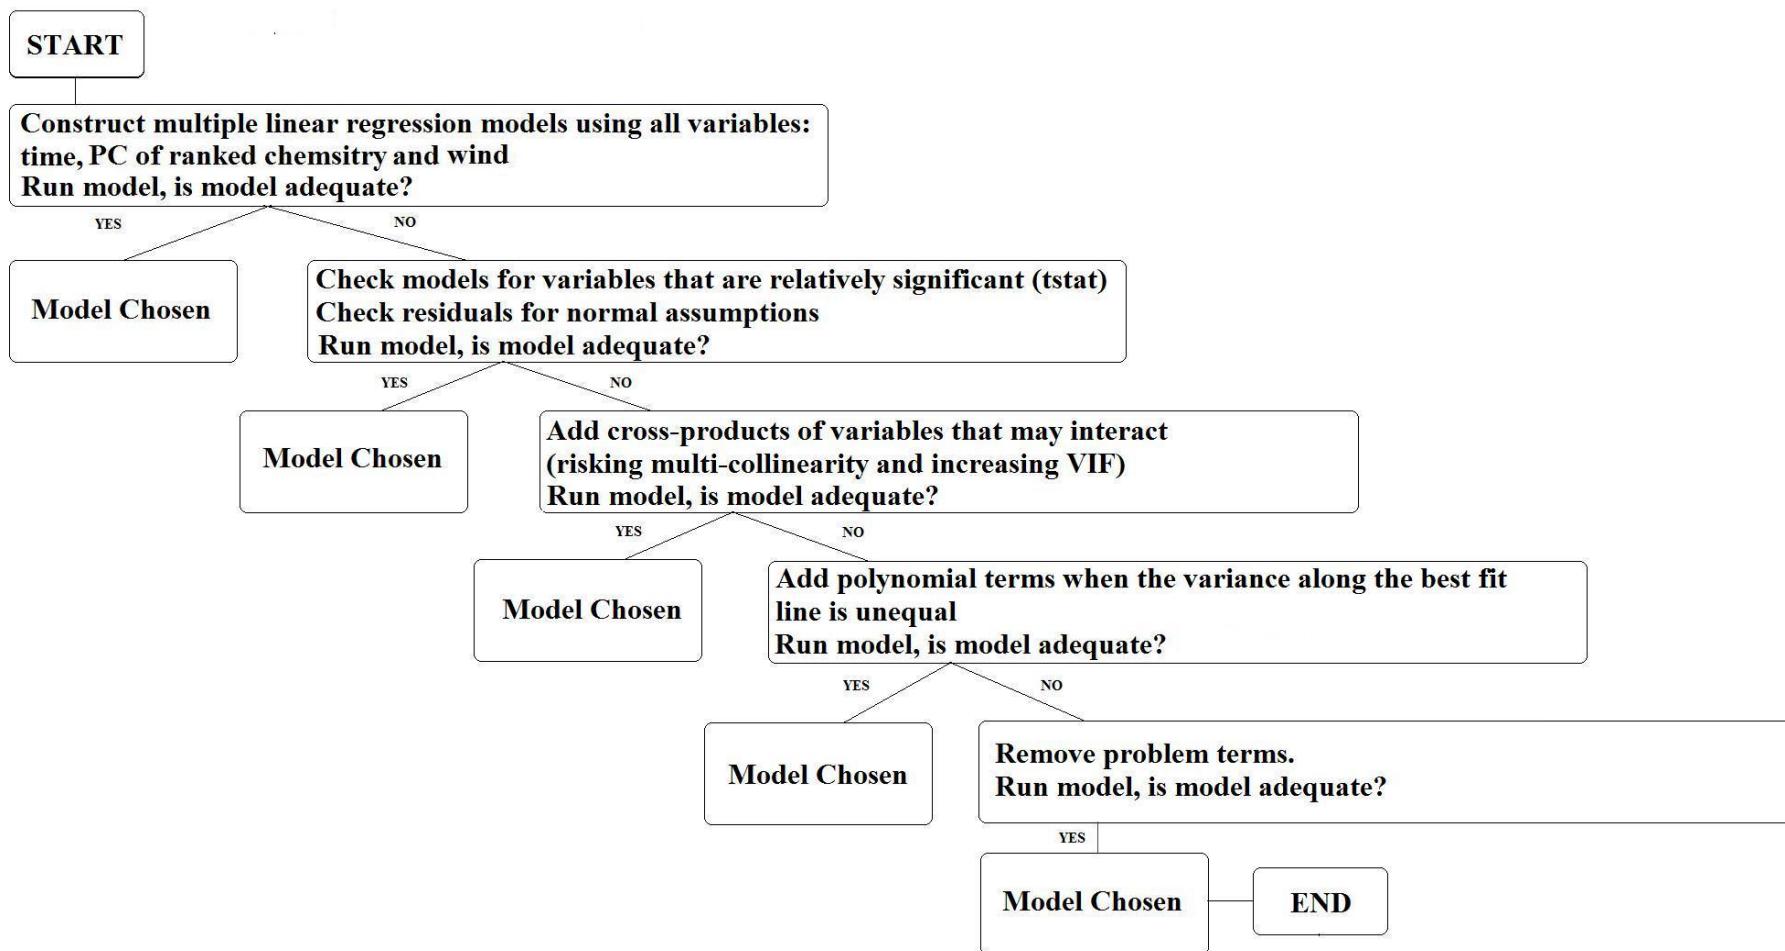 START
Construct multiple linear regression models using all variables:
time, PC of ranked chemsitry and wind
Run model, is model adequate?
YES
NO
Model Chosen
Check models for variables that are relatively significant (tstat)
Check residuals for normal assumptions
Run model, is model adequate?
YES
NO
Model Chosen
Add cross-products of variables that may interact
(risking multi-collinearity and increasing VIF)
Run model, is model adequate?
YES
NO
Model Chosen
Add polynomial terms when the variance along the best fit
line is unequal
Run model, is model adequate?
YES
NO
Model Chosen
Remove problem terms.
Run model, is model adequate?
YES
Model Chosen
END